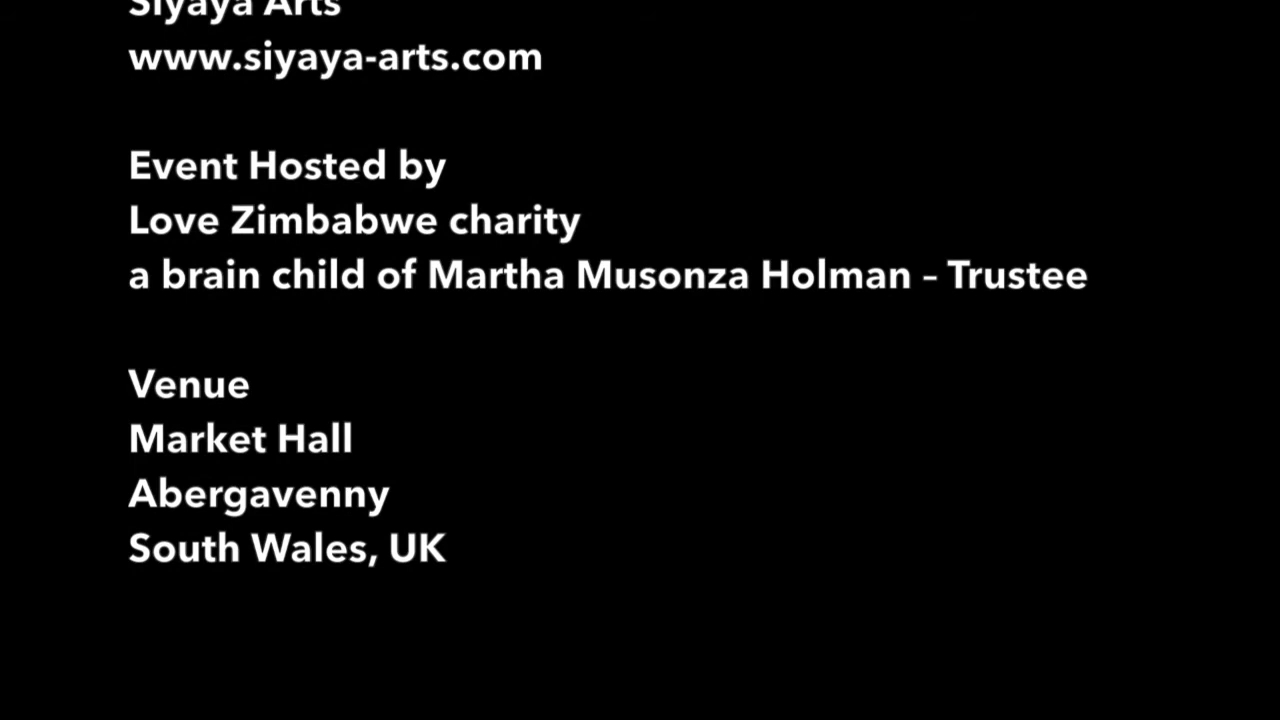 Siyaya Arts
www.siyaya-arts.com
Event Hosted by
Love Zimbabwe charity
a brain child of Martha Musonza Holman – Trustee
Venue
Market Hall
Abergavenny
South Wales, UK